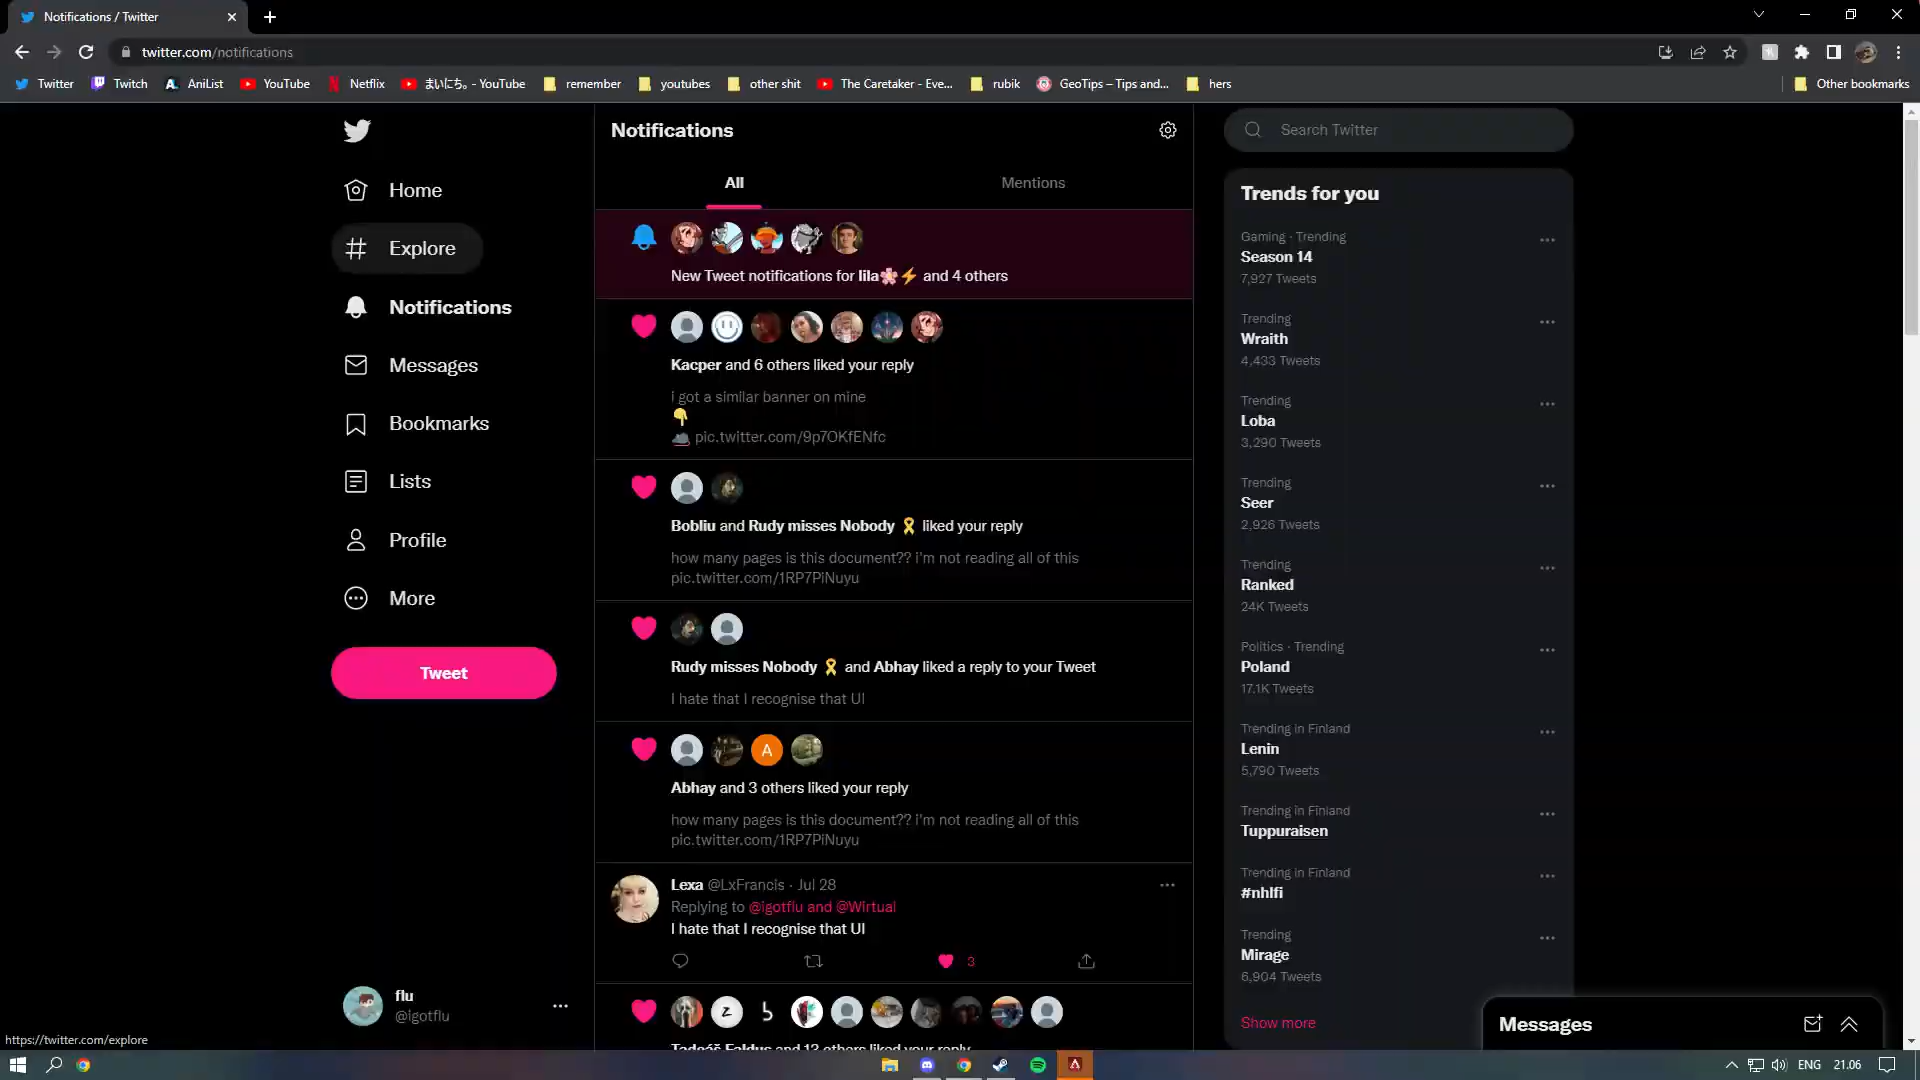 Notifications / Twitter
twitter.com/notifications
Twitter
Twitch
AniList
YouTube
Netflix
まいにち。- YouTube
remember
youtubes
other shit
The Caretaker - Eve...
rubik
GeoTips – Tips and...
hers
Other bookmarks
Home
Explore
Notifications
Messages
Bookmarks
Lists
Profile
More
Tweet
flu
@igotflu
https://twitter.com/explore
Notifications
All
Mentions
New Tweet notifications for lila🌸⚡ and 4 others
Kacper and 6 others liked your reply
i got a similar banner on mine
👇
pic.twitter.com/9p7OKfENfc
Bobliu and Rudy misses Nobody 🎗 liked your reply
how many pages is this document?? i'm not reading all of this
pic.twitter.com/1RP7PiNuyu
Rudy misses Nobody 🎗 and Abhay liked a reply to your Tweet
I hate that I recognise that UI
A
Abhay and 3 others liked your reply
how many pages is this document?? i'm not reading all of this
pic.twitter.com/1RP7PiNuyu
Lexa @LxFrancis · Jul 28
Replying to @igotflu and @Wirtual
I hate that I recognise that UI
3
Tadeáš Faldus and 13 others liked your reply
Search Twitter
Trends for you
Gaming · Trending
Season 14
7,927 Tweets
Trending
Wraith
4,433 Tweets
Trending
Loba
3,290 Tweets
Trending
Seer
2,926 Tweets
Trending
Ranked
24K Tweets
Politics · Trending
Poland
17.1K Tweets
Trending in Finland
Lenin
5,790 Tweets
Trending in Finland
Tuppuraisen
Trending in Finland
#nhlfi
Trending
Mirage
6,904 Tweets
Show more
Messages
ENG
21.06